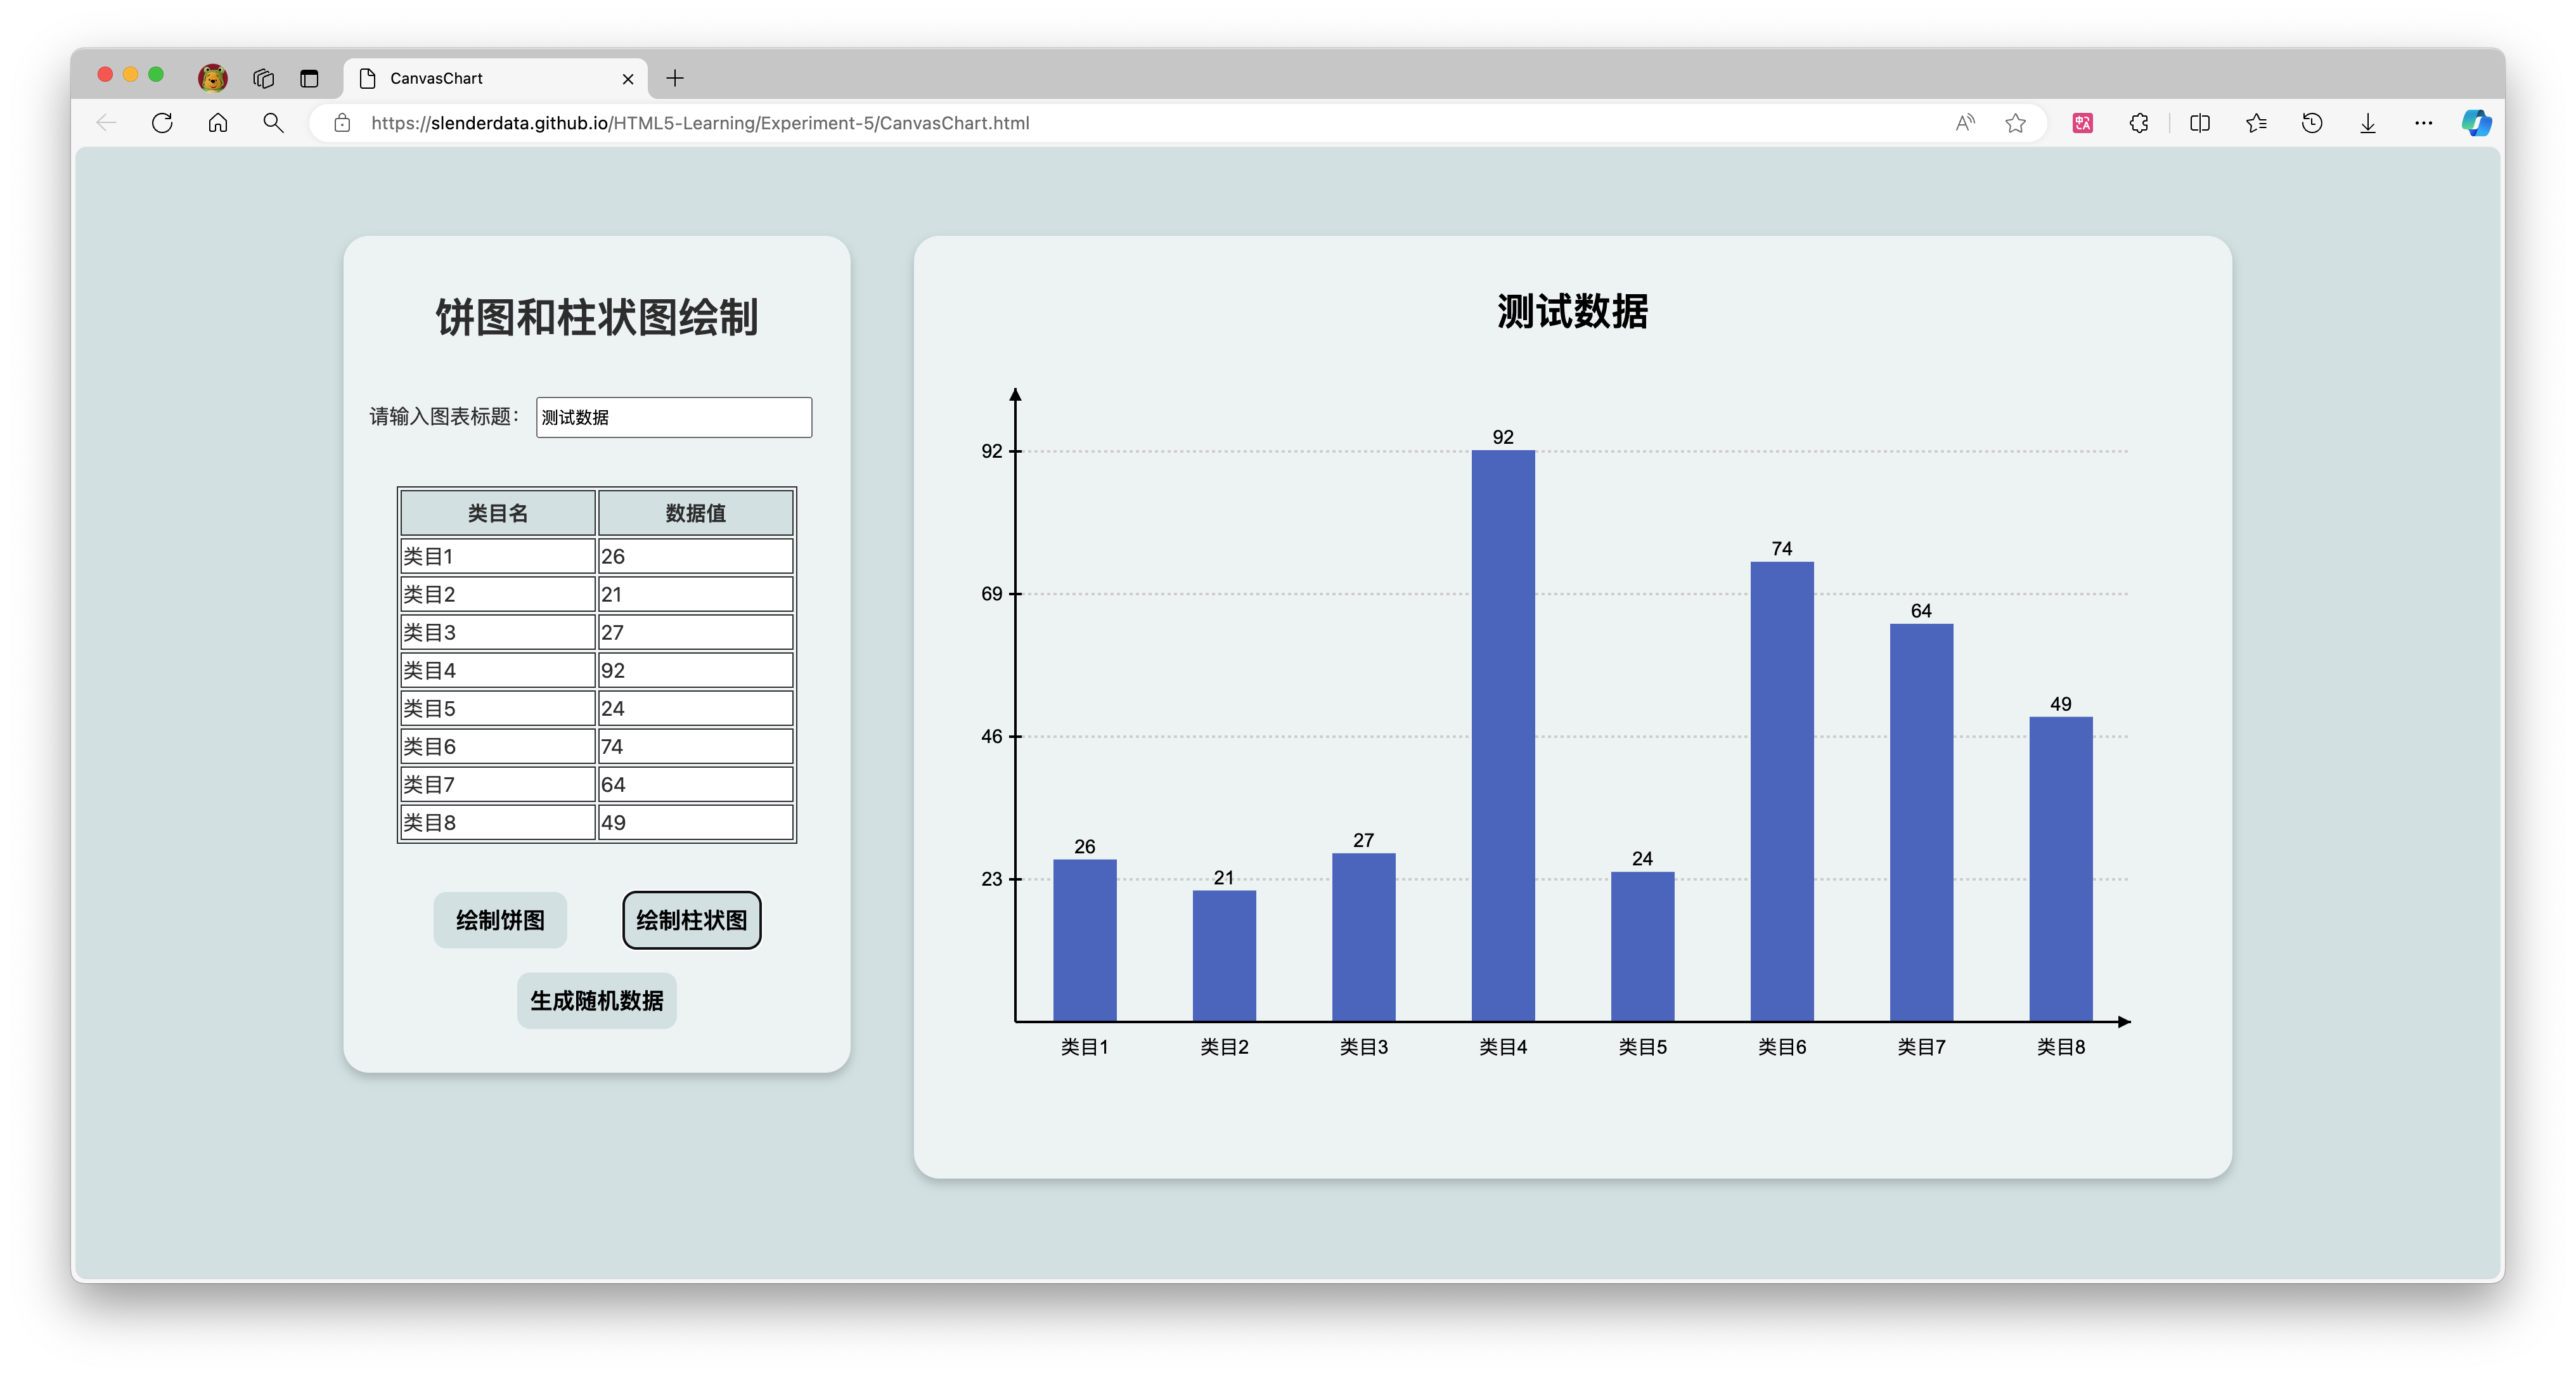 CanvasChart
https://slenderdata.github.io/HTML5-Learning/Experiment-5/CanvasChart.html
饼图和柱状图绘制
请输入图表标题： 测试数据
类目名 数据值
类目1 26
类目2 21
类目3 27
类目4 92
类目5 24
类目6 74
类目7 64
类目8 49
绘制饼图 绘制柱状图
生成随机数据
测试数据
92
92
74
69
64
49
46
27
26
24
23
21
类目1 类目2 类目3 类目4 类目5 类目6 类目7 类目8